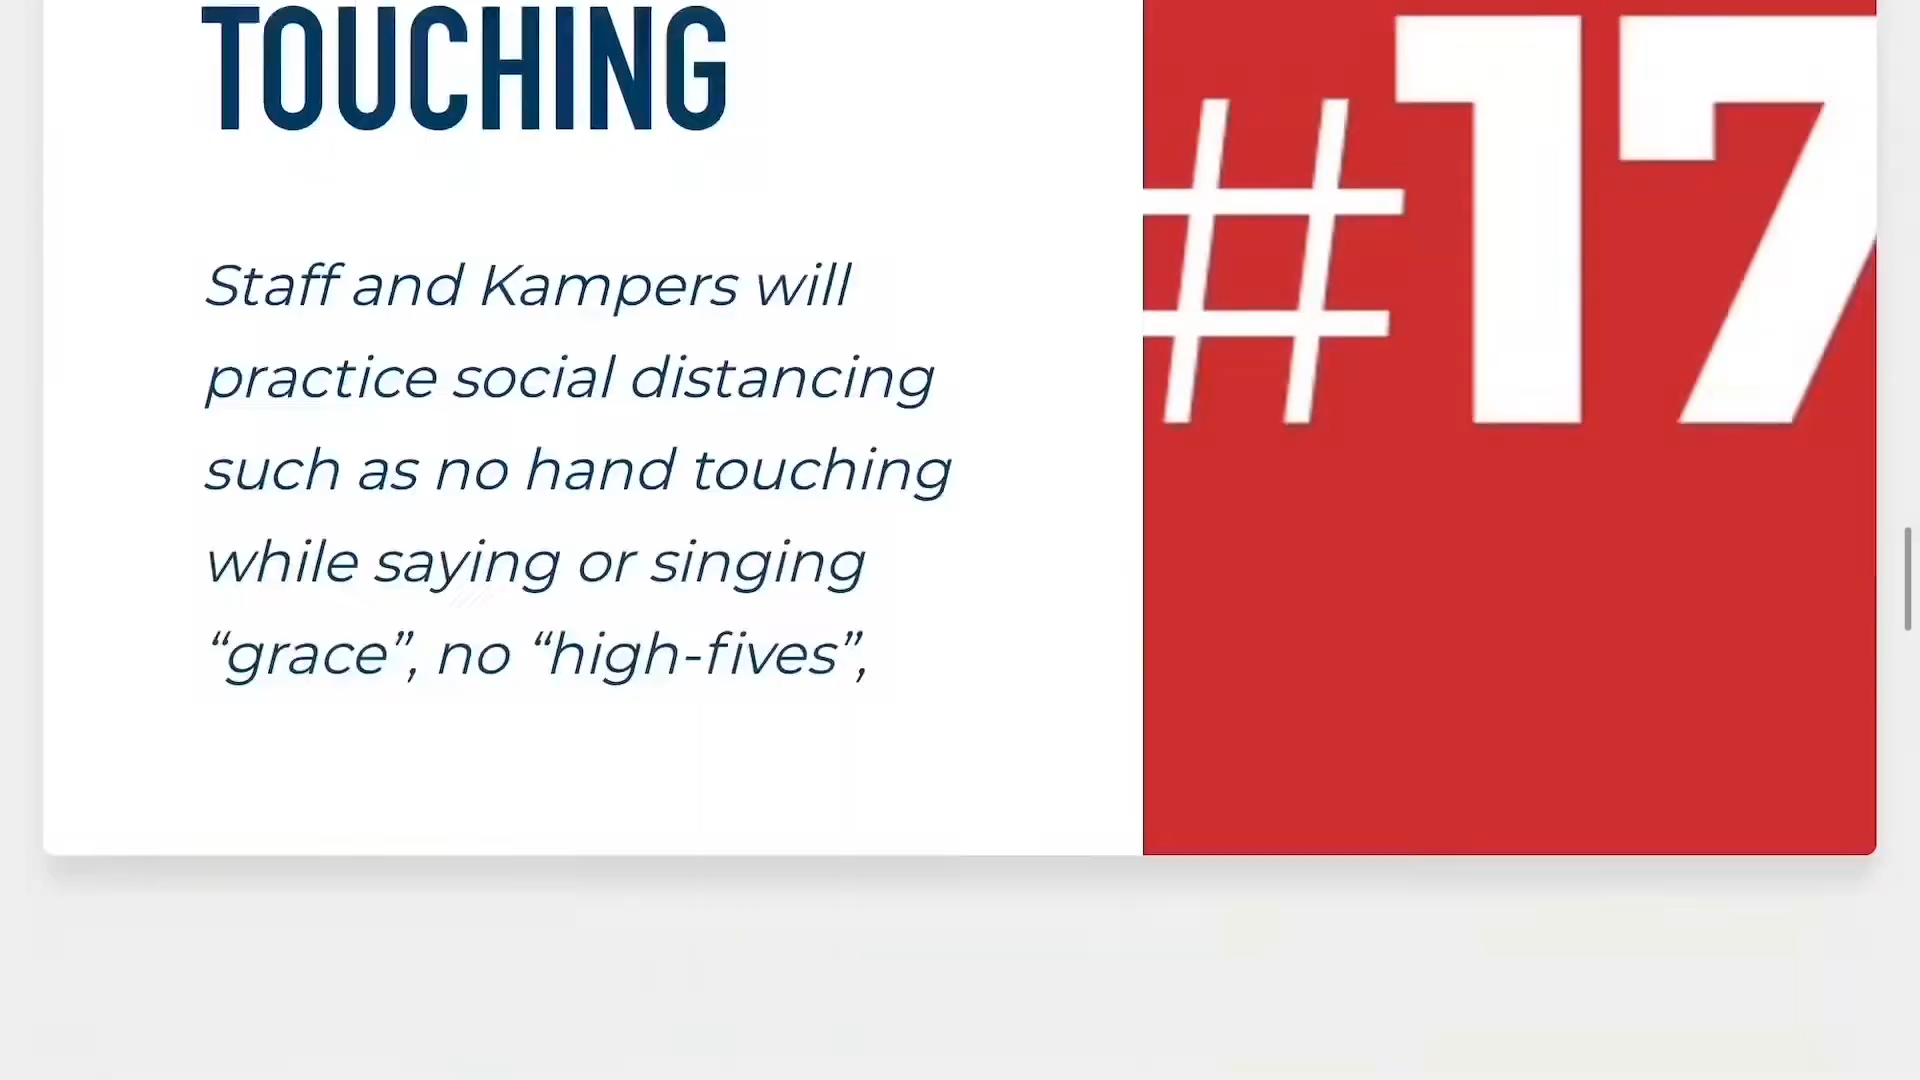 TOUCHING
#17
Staff and Kampers will
practice social distancing
such as no hand touching
while saying or singing
“grace”, no “high-fives”,